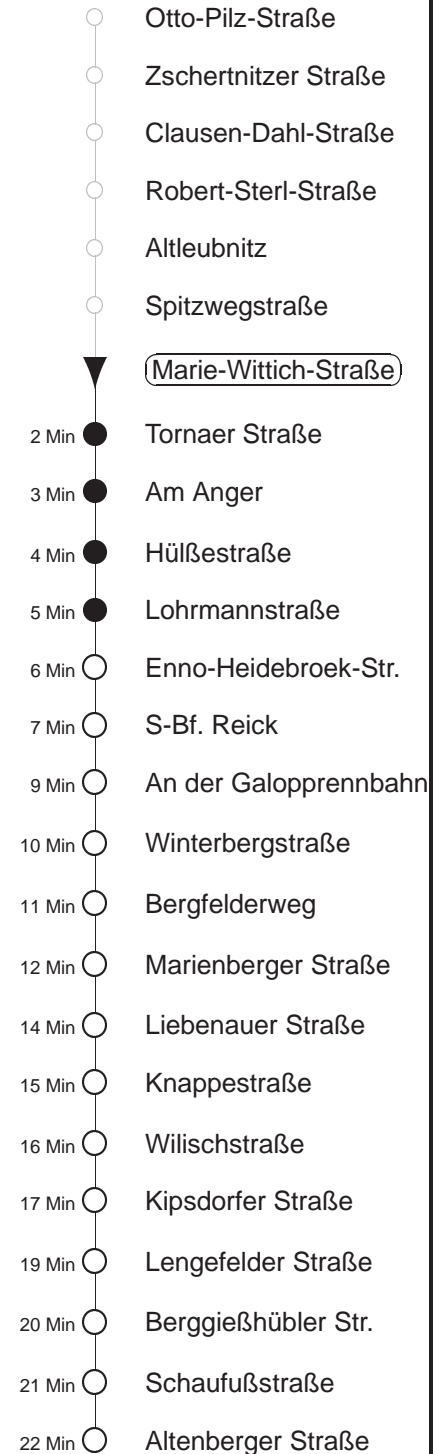 Otto-Pilz-Straße
Zschertnitzer Straße
Clausen-Dahl-Straße
Robert-Sterl-Straße
Altleubnitz
Spitzwegstraße
Marie-Wittich-Straße
2 Min Tornaer Straße
3 Min Am Anger
4 Min Hülßestraße
5 Min Lohrmannstraße
6 Min Enno-Heidebroek-Str.
7 Min S-Bf. Reick
9 Min An der Galopprennbahn
10 Min Winterbergstraße
11 Min Bergfelderweg
12 Min Marienberger Straße
14 Min Liebenauer Straße
15 Min Knappestraße
16 Min Wilischstraße
17 Min Kipsdorfer Straße
19 Min Lengefelder Straße
20 Min Berggießhübler Str.
21 Min Schaufußstraße
22 Min Altenberger Straße